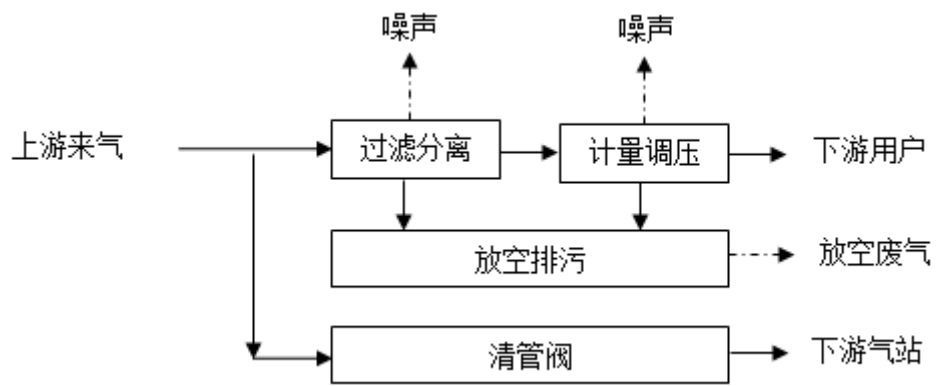 噪声
噪声
上游来气
过滤分离
计量调压
下游用户
放空排污
放空废气
清管阀
下游气站